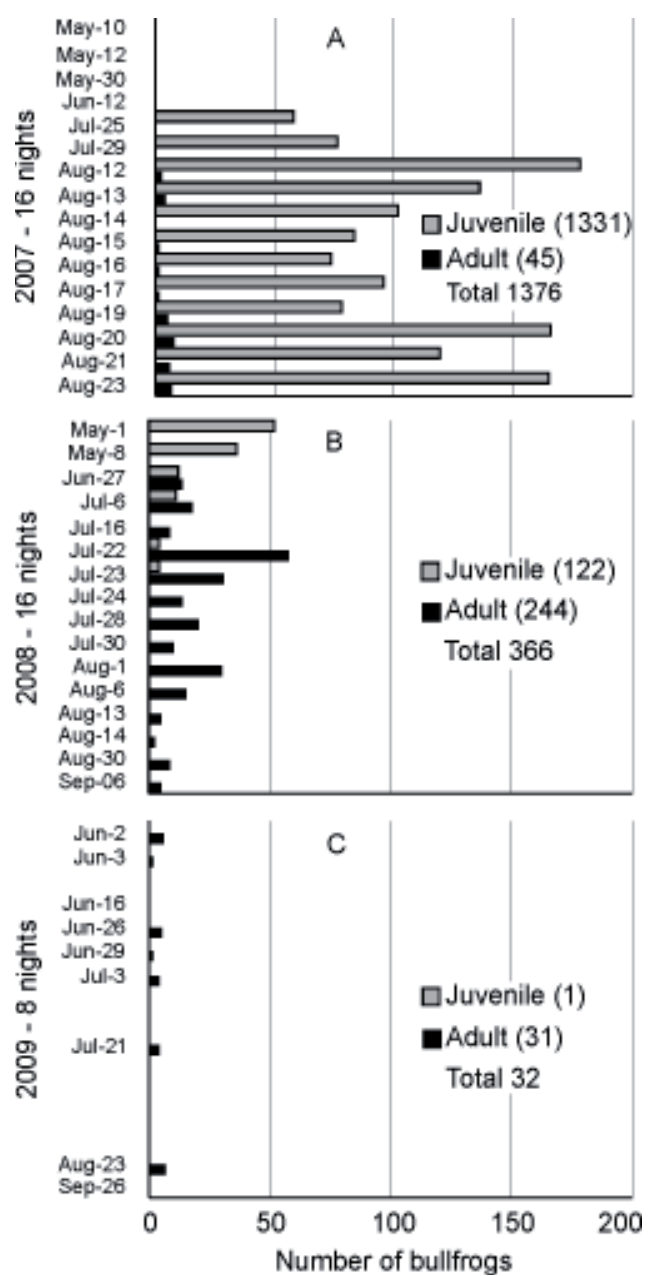 A
2007 - 16 nights
May-10
May-12
May-30
Jun-12
Jul-25
Jul-29
Aug-12
Aug-13
Aug-14
Aug-15
Aug-16
Aug-17
Aug-19
Aug-20
Aug-21
Aug-23
Juvenile (1331)
Adult (45)
Total 1376
B
2008 - 16 nights
May-1
May-8
Jun-27
Jul-6
Jul-16
Jul-22
Jul-23
Jul-24
Jul-28
Jul-30
Aug-1
Aug-6
Aug-13
Aug-14
Aug-30
Sep-06
Juvenile (122)
Adult (244)
Total 366
C
2009 - 8 nights
Jun-2
Jun-3
Jun-16
Jun-26
Jun-29
Jul-3
Jul-21
Aug-23
Sep-26
Juvenile (1)
Adult (31)
Total 32
0 50 100 150 200
Number of bullfrogs